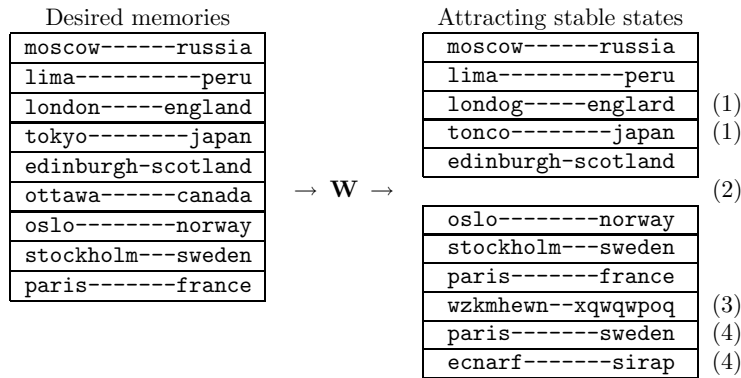 Desired memories
moscow------russia
lima----------peru
london-----england
tokyo--------japan
edinburgh-scotland
ottawa------canada
oslo--------norway
stockholm---sweden
paris-------france
→ W →
Attracting stable states
moscow------russia
lima----------peru
londog-----englard (1)
tonco--------japan (1)
edinburgh-scotland
(2)
oslo--------norway
stockholm---sweden
paris-------france
wzkmhewn--xqwqwpoq (3)
paris-------sweden (4)
ecnarf-------sirap (4)